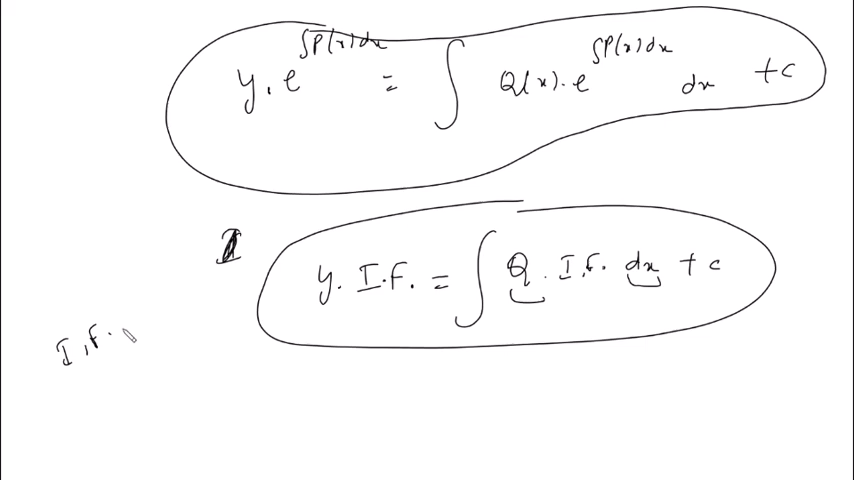 y. e^{∫P(x)dx} = ∫ Q(x). e^{∫P(x)dx} dx + c
y. I.F. = ∫ Q. I.F. dx + c
I.F.